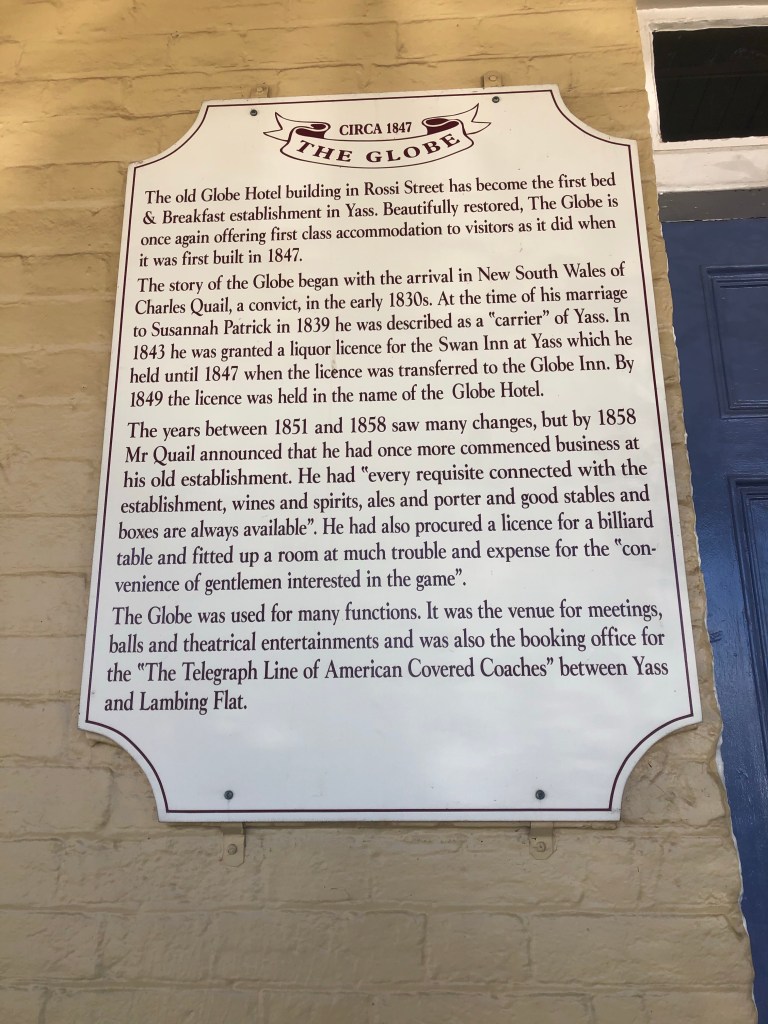 CIRCA 1847
THE GLOBE
The old Globe Hotel building in Rossi Street has become the first bed
& Breakfast establishment in Yass. Beautifully restored, The Globe is
once again offering first class accommodation to visitors as it did when
it was first built in 1847.
The story of the Globe began with the arrival in New South Wales of
Charles Quail, a convict, in the early 1830s. At the time of his marriage
to Susannah Patrick in 1839 he was described as a "carrier" of Yass. In
1843 he was granted a liquor licence for the Swan Inn at Yass which he
held until 1847 when the licence was transferred to the Globe Inn. By
1849 the licence was held in the name of the Globe Hotel.
The years between 1851 and 1858 saw many changes, but by 1858
Mr Quail announced that he had once more commenced business at
his old establishment. He had "every requisite connected with the
establishment, wines and spirits, ales and porter and good stables and
boxes are always available". He had also procured a licence for a billiard
table and fitted up a room at much trouble and expense for the "con-
venience of gentlemen interested in the game".
The Globe was used for many functions. It was the venue for meetings,
balls and theatrical entertainments and was also the booking office for
the "The Telegraph Line of American Covered Coaches" between Yass
and Lambing Flat.